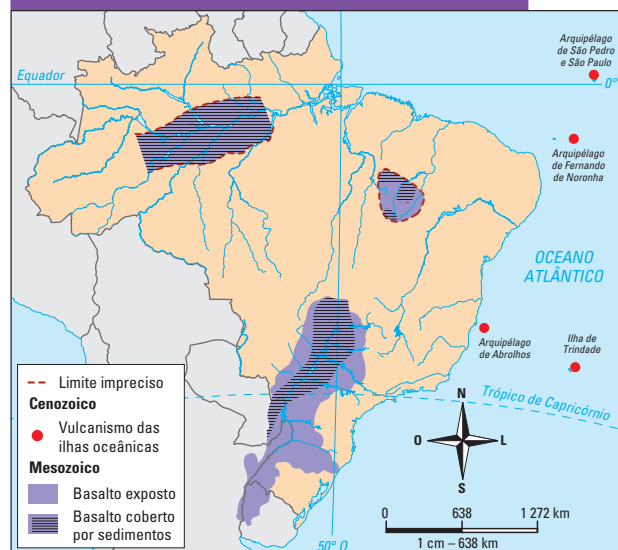 Arquipélago
de São Pedro
e São Paulo
Equador
0°
Arquipélago
de Fernando
de Noronha
OCEANO
ATLÂNTICO
Arquipélago
de Abrolhos
Ilha de
Trindade
Trópico de Capricórnio
Limite impreciso
Cenozoico
Vulcanismo das
ilhas oceânicas
Mesozoico
Basalto exposto
Basalto coberto
por sedimentos
N
O
L
S
0 638 1 272 km
1 cm – 638 km
50° O